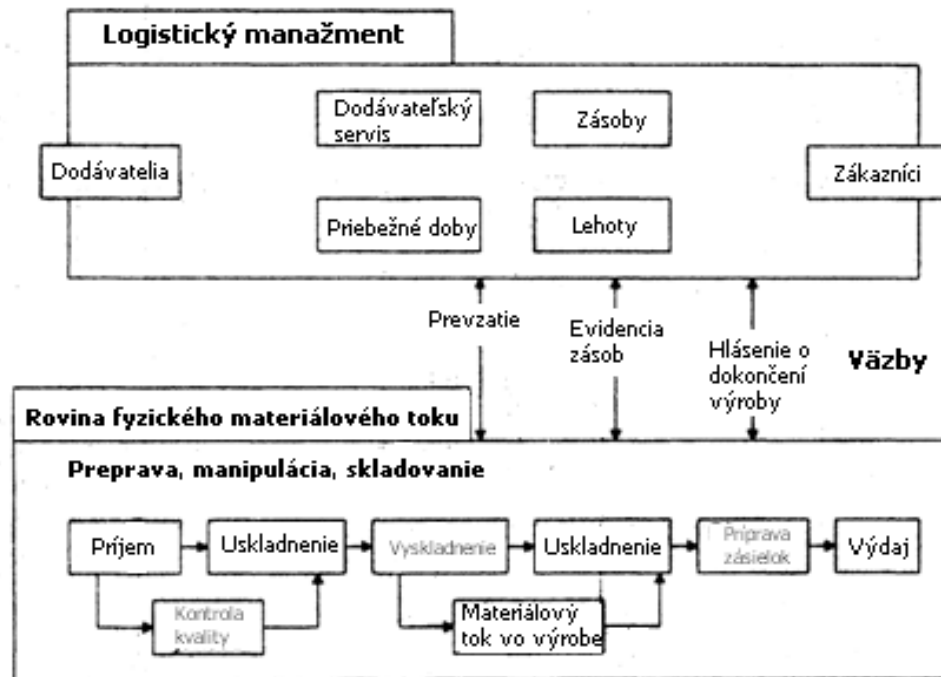 Logistický manažment
Dodávateľský
servis
Zásoby
Dodávatelia
Zákazníci
Priebežné doby
Lehoty
Prevzatie
Evidencia
zásob
Hlásenie o
dokončení
výroby
Väzby
Rovina fyzického materiálového toku
Preprava, manipulácia, skladovanie
Príjem
Uskladnenie
Vyskladnenie
Uskladnenie
Príprava
zásielok
Výdaj
Kontrola
kvality
Materiálový
tok vo výrobe